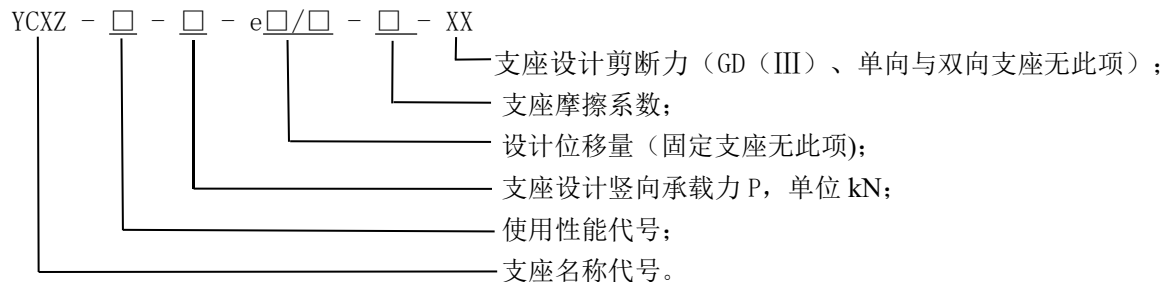 YCXZ - □ - □ - e□/□ - □ - XX
支座设计剪断力（GD（Ⅲ）、单向与双向支座无此项）；
支座摩擦系数；
设计位移量（固定支座无此项)；
支座设计竖向承载力 P，单位 kN；
使用性能代号；
支座名称代号。